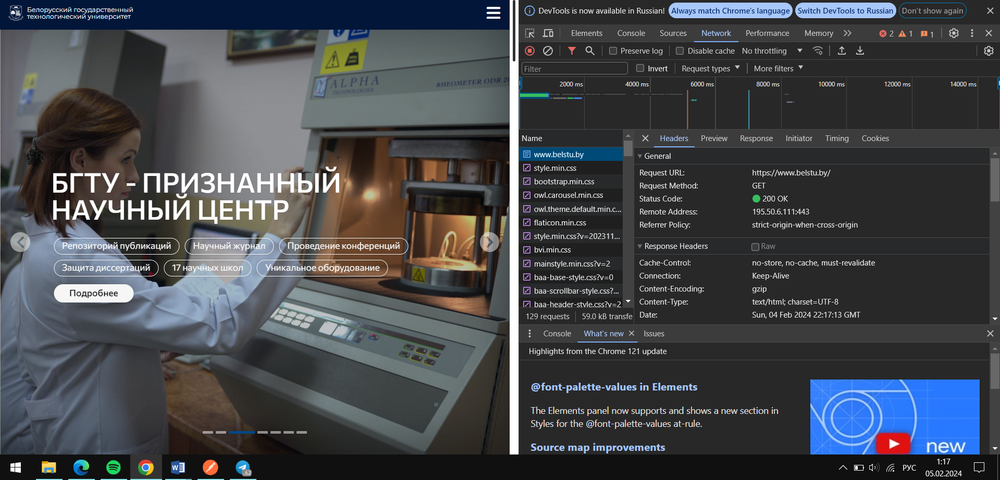 Белорусский государственный
технологический университет
ALPHA
TECHNOLOGIES
RHEOMETER ODR 20
БГТУ - ПРИЗНАННЫЙ
НАУЧНЫЙ ЦЕНТР
Репозиторий публикаций
Научный журнал
Проведение конференций
Защита диссертаций
17 научных школ
Уникальное оборудование
Подробнее
DevTools is now available in Russian!
Always match Chrome's language
Switch DevTools to Russian
Don't show again
Elements
Console
Sources
Network
Performance
Memory
2
1
1
Preserve log
Disable cache
No throttling
Filter
Invert
Request types
More filters
2000 ms
4000 ms
6000 ms
8000 ms
10000 ms
12000 ms
14000 ms
Name
www.belstu.by
style.min.css
bootstrap.min.css
owl.carousel.min.css
owl.theme.default.min.c...
flaticon.min.css
style.min.css?v=202311...
bvi.min.css
mainstyle.min.css?v=2
baa-base-style.css?v=0
baa-scrollbar-style.css?...
baa-header-style.css?v=2
129 requests
59.0 kB transfe
Headers
Preview
Response
Initiator
Timing
Cookies
General
Request URL: https://www.belstu.by/
Request Method: GET
Status Code: 200 OK
Remote Address: 195.50.6.111:443
Referrer Policy: strict-origin-when-cross-origin
Response Headers
Raw
Cache-Control: no-store, no-cache, must-revalidate
Connection: Keep-Alive
Content-Encoding: gzip
Content-Type: text/html; charset=UTF-8
Date: Sun, 04 Feb 2024 22:17:13 GMT
Console
What's new
Issues
Highlights from the Chrome 121 update
@font-palette-values in Elements
The Elements panel now supports and shows a new section in
Styles for the @font-palette-values at-rule.
Source map improvements
new
..62
РУС
1:17
05.02.2024